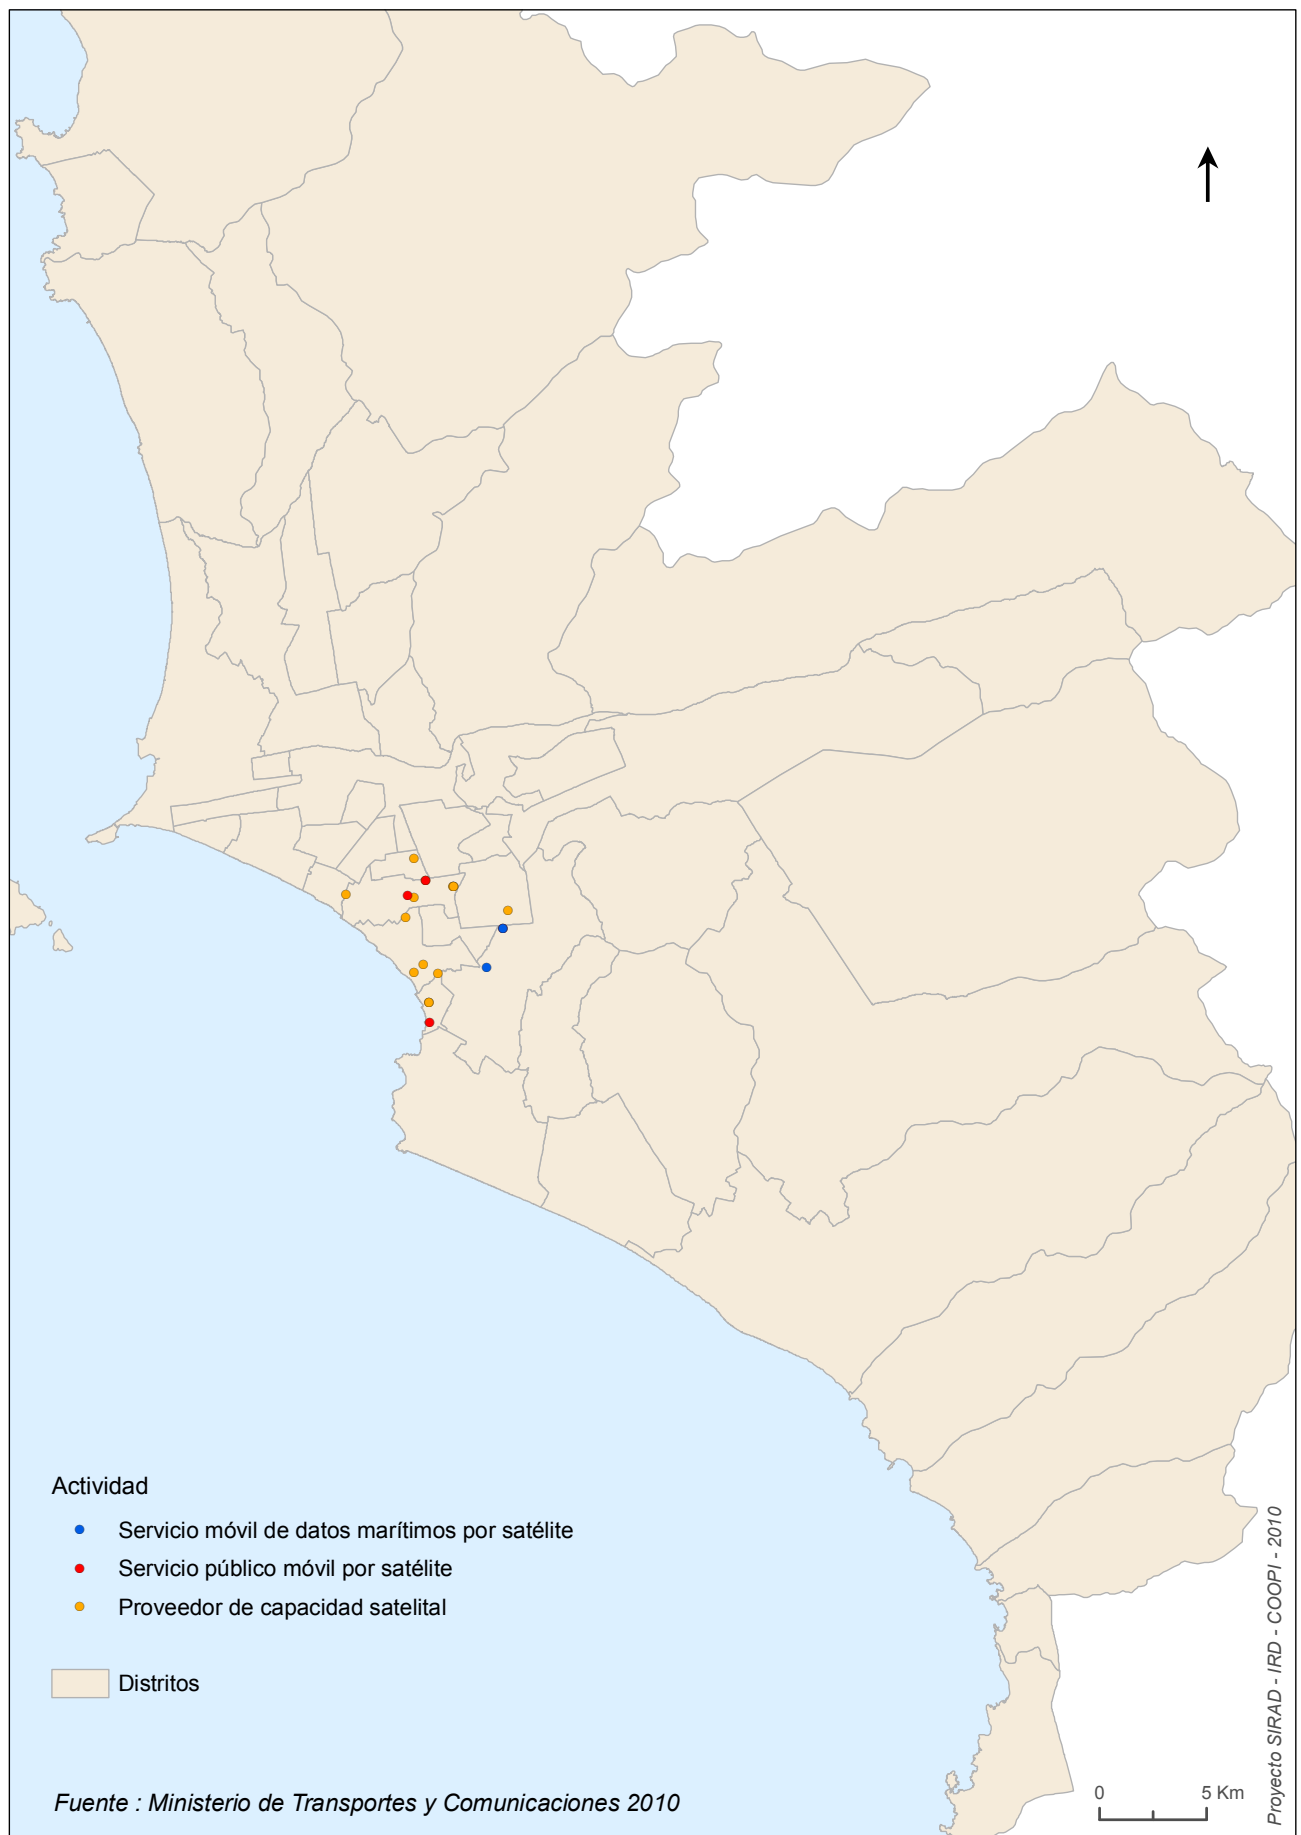 Actividad
Servicio móvil de datos marítimos por satélite
Servicio público móvil por satélite
Proveedor de capacidad satelital
Distritos
Fuente : Ministerio de Transportes y Comunicaciones 2010
0 5 Km
Proyecto SIRAD - IRD - COOPI - 2010